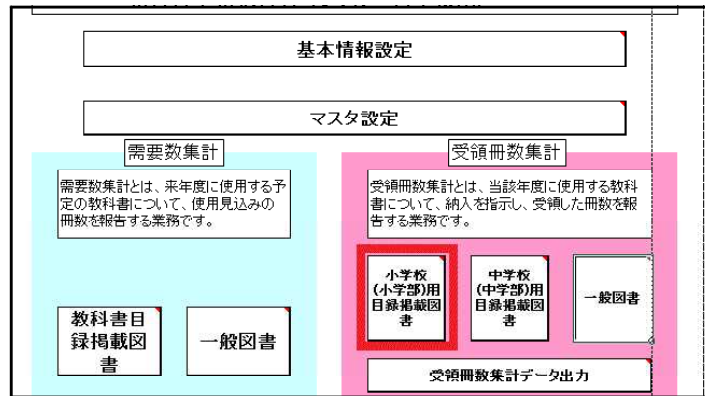 基本情報設定
マスタ設定
需要数集計
需要数集計とは、来年度に使用する予
定の教科書について、使用見込みの
冊数を報告する業務です。
教科書目
録掲載図
書
一般図書
受領冊数集計
受領冊数集計とは、当該年度に使用する教科
書について、納入を指示し、受領した冊数を報
告する業務です。
小学校
(小学部)用
目録掲載図
書
中学校
(中学部)用
目録掲載図
書
一般図書
受領冊数集計データ出力